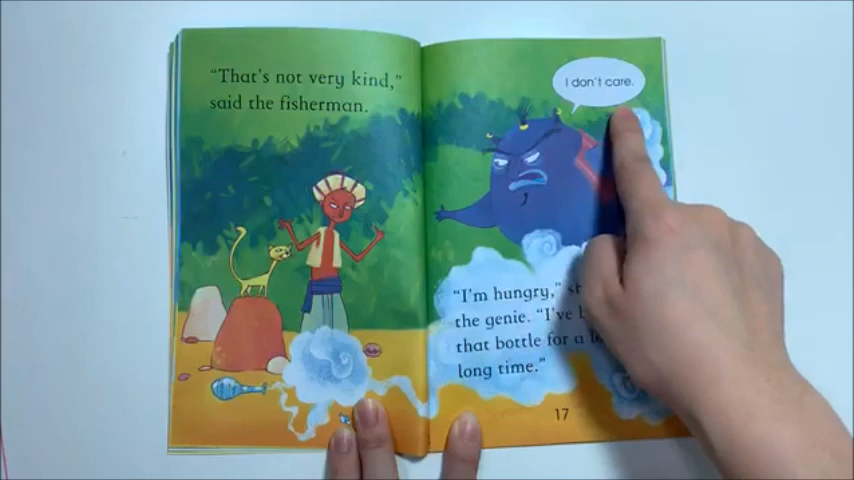 "That's not very kind,"
said the fisherman.
I don't care.
"I'm hungry,"
the genie. "I've
that bottle for a
long time."
17